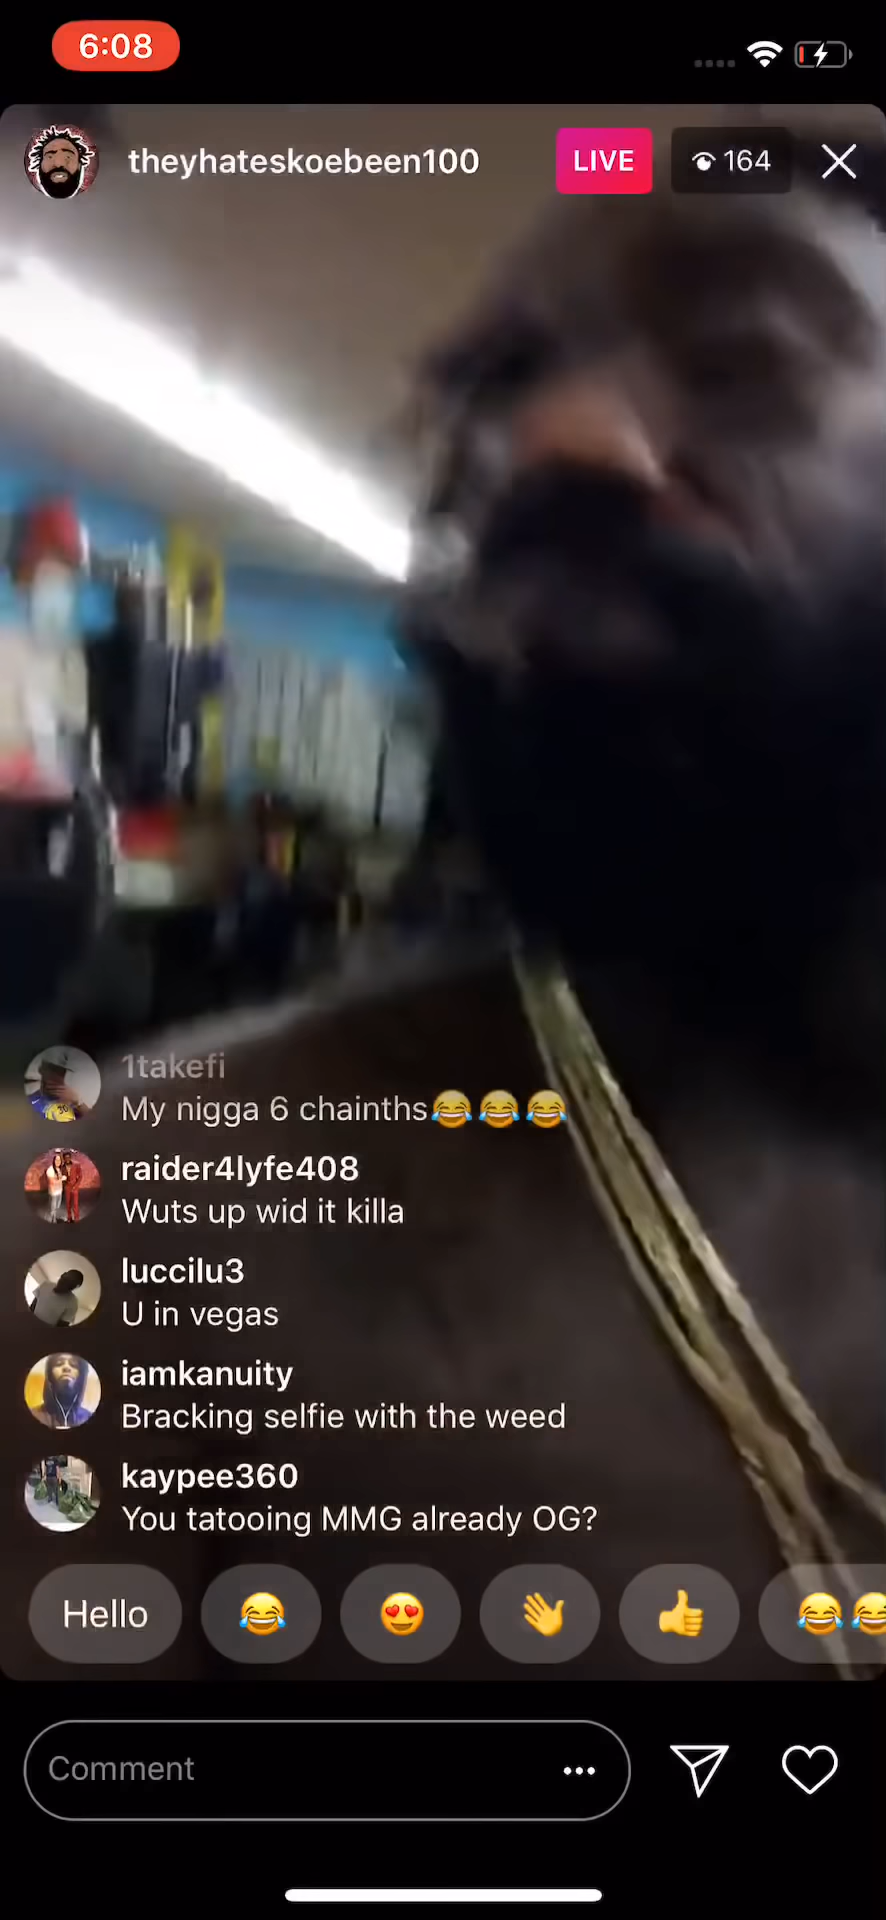 6:08
theyhateskoebeen100
LIVE
164
1takefi
My nigga 6 chainths😂😂😂
raider4lyfe408
Wuts up wid it killa
luccilu3
U in vegas
iamkanuity
Bracking selfie with the weed
kaypee360
You tatooing MMG already OG?
Hello
Comment